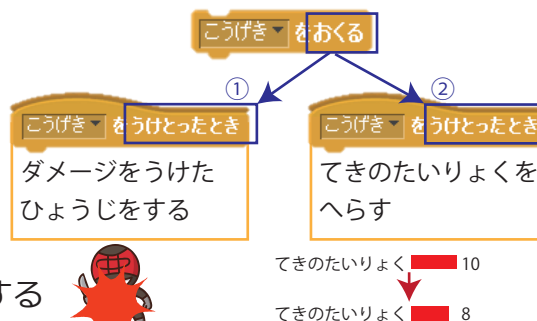 こうげき をおくる
①
②
こうげき をうけとったとき
こうげき をうけとったとき
ダメージをうけた
ひょうじをする
てきのたいりょくを
へらす
する
てきのたいりょく 10
てきのたいりょく 8